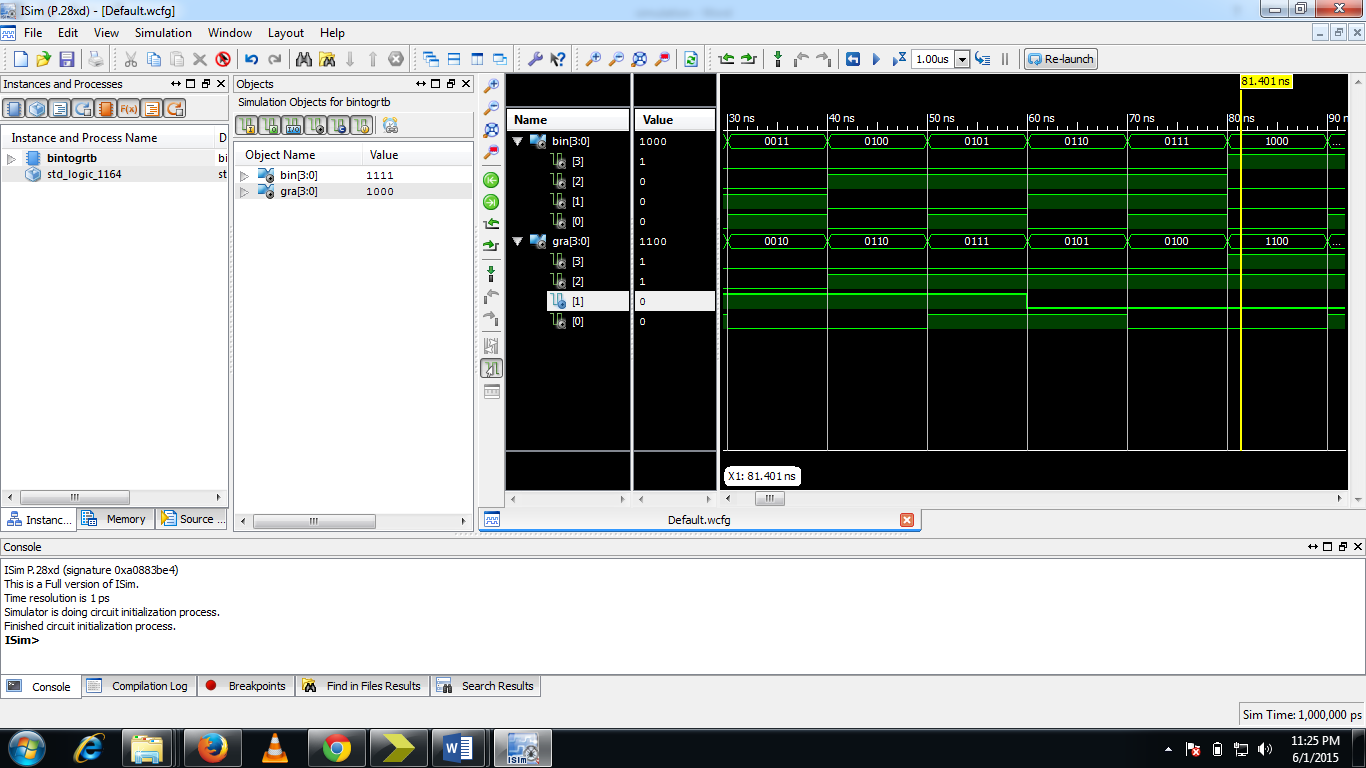 ISim (P.28xd) - [Default.wcfg]
File Edit View Simulation Window Layout Help
1.00us Re-launch
Instances and Processes
Instance and Process Name D
bintogrtb bi
std_logic_1164 st
Instanc... Memory Source ...
Objects
Simulation Objects for bintogrtb
Object Name Value
bin[3:0] 1111
gra[3:0] 1000
Name Value
bin[3:0] 1000
[3] 1
[2] 0
[1] 0
[0] 0
gra[3:0] 1100
[3] 1
[2] 1
[1] 0
[0] 0
81.401 ns
30 ns 40 ns 50 ns 60 ns 70 ns 80 ns 90 n
0011 0100 0101 0110 0111 1000 ...
0010 0110 0111 0101 0100 1100 ...
X1: 81.401 ns
Default.wcfg
Console
ISim P.28xd (signature 0xa0883be4)
This is a Full version of ISim.
Time resolution is 1 ps
Simulator is doing circuit initialization process.
Finished circuit initialization process.
ISim>
Console Compilation Log Breakpoints Find in Files Results Search Results
Sim Time: 1,000,000 ps
11:25 PM
6/1/2015